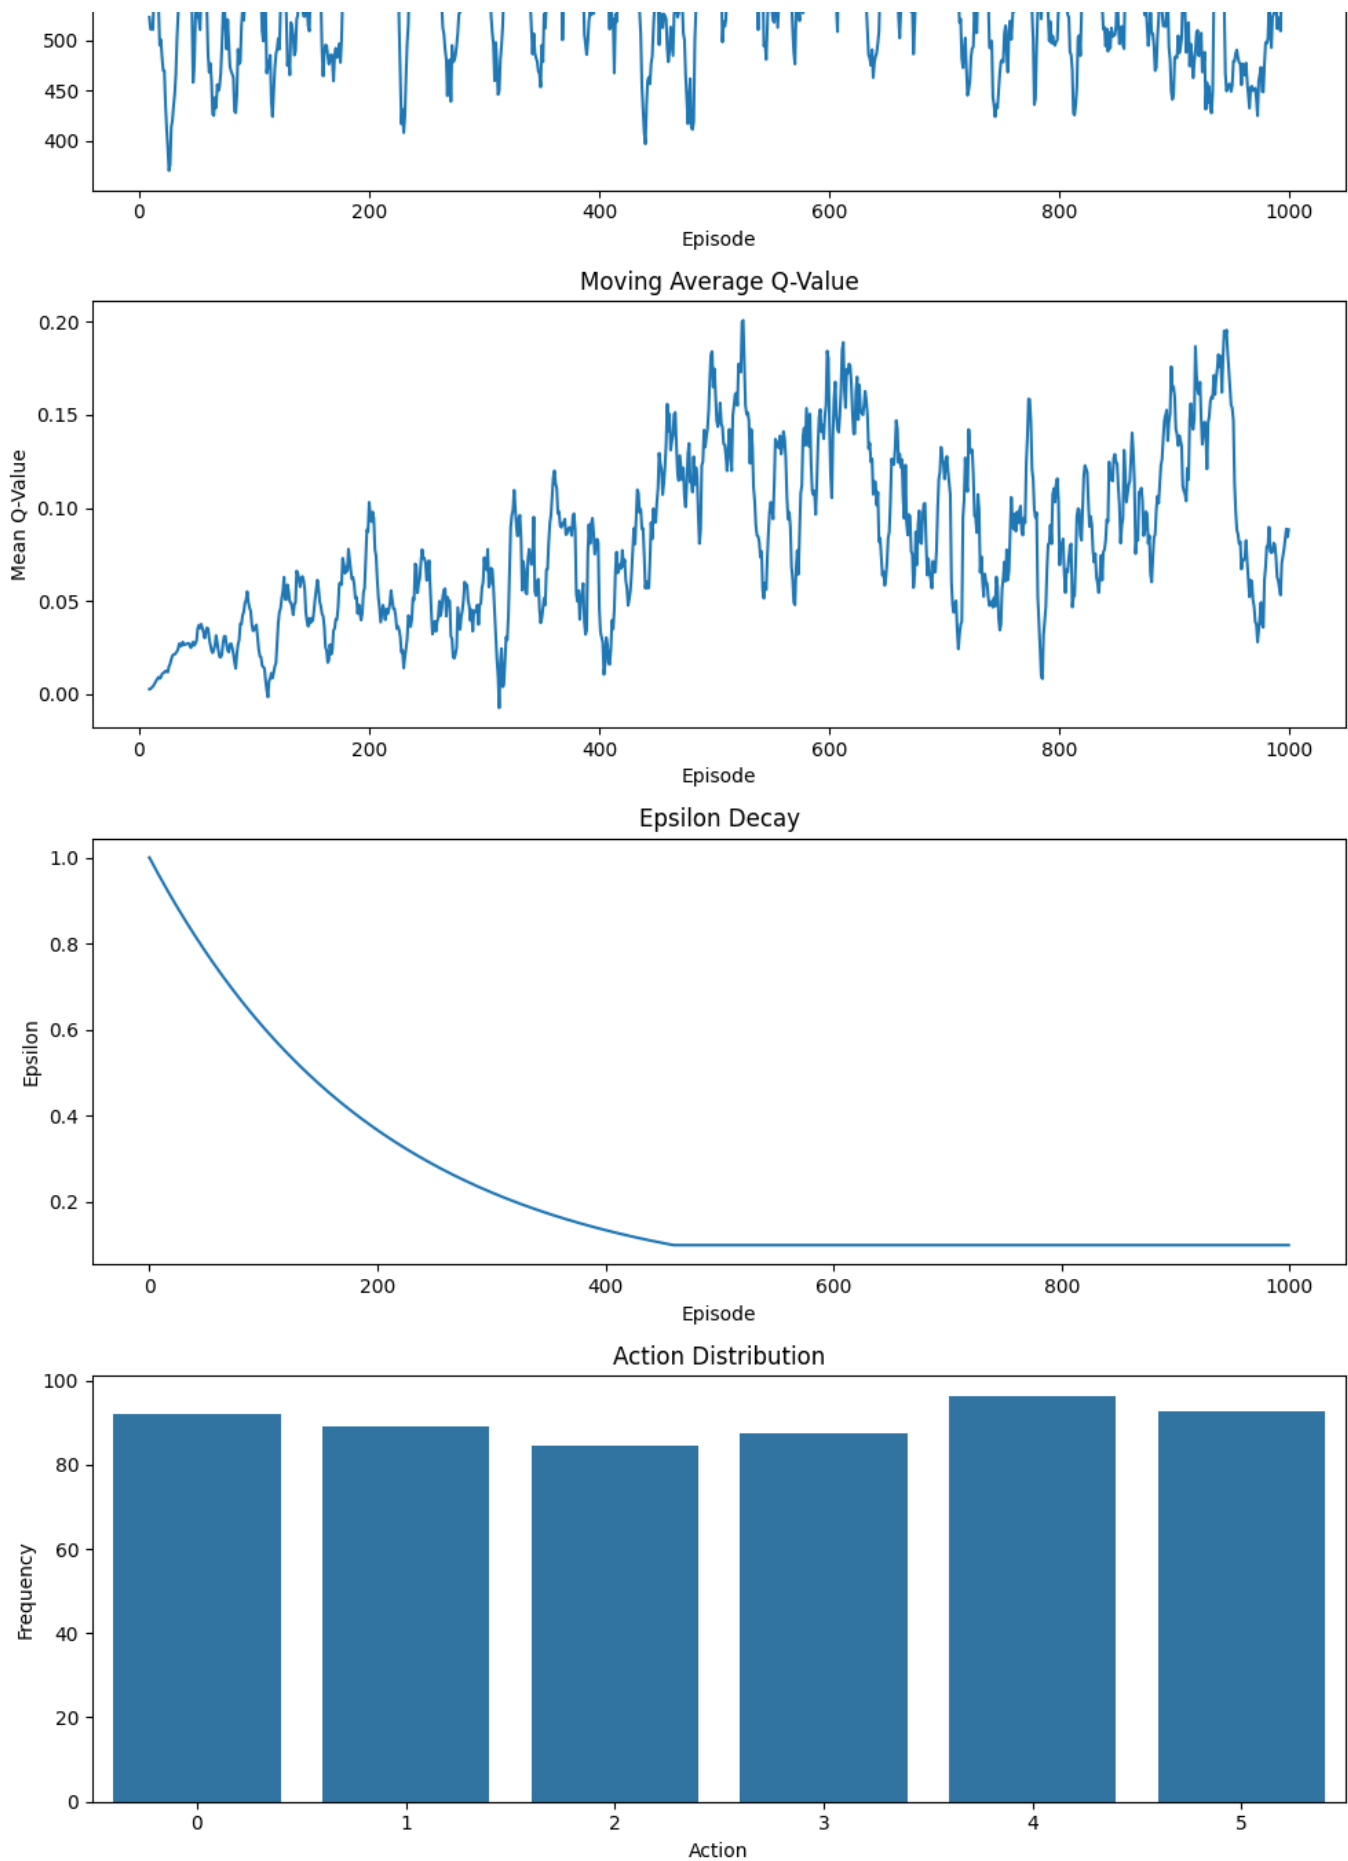 500
450
400
0 200 400 600 800 1000
Episode
Moving Average Q-Value
Mean Q-Value
0.20
0.15
0.10
0.05
0.00
0 200 400 600 800 1000
Episode
Epsilon Decay
Epsilon
1.0
0.8
0.6
0.4
0.2
0 200 400 600 800 1000
Episode
Action Distribution
Frequency
100
80
60
40
20
0
0 1 2 3 4 5
Action